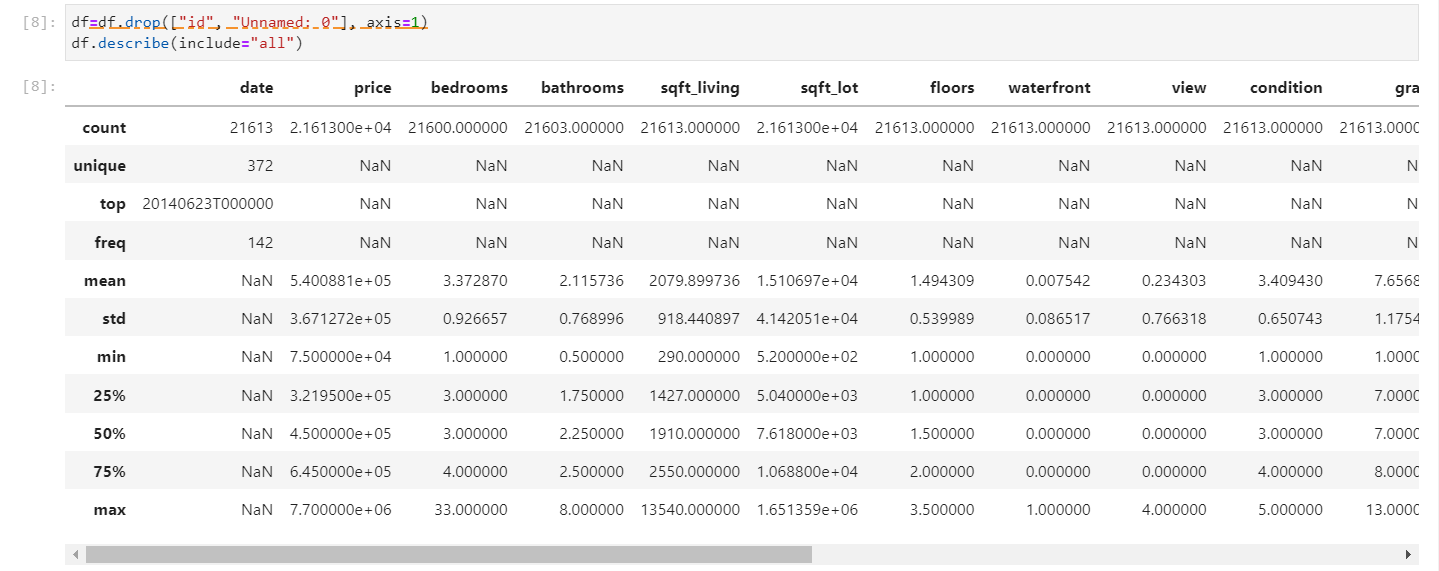 [8]: df=df.drop(["id", "Unnamed: 0"], axis=1)
df.describe(include="all")
[8]:
date price bedrooms bathrooms sqft_living sqft_lot floors waterfront view condition gra
count 21613 2.161300e+04 21600.000000 21603.000000 21613.000000 2.161300e+04 21613.000000 21613.000000 21613.000000 21613.000000 21613.0000
unique 372 NaN NaN NaN NaN NaN NaN NaN NaN NaN N
top 20140623T000000 NaN NaN NaN NaN NaN NaN NaN NaN NaN N
freq 142 NaN NaN NaN NaN NaN NaN NaN NaN NaN N
mean NaN 5.400881e+05 3.372870 2.115736 2079.899736 1.510697e+04 1.494309 0.007542 0.234303 3.409430 7.6568
std NaN 3.671272e+05 0.926657 0.768996 918.440897 4.142051e+04 0.539989 0.086517 0.766318 0.650743 1.1754
min NaN 7.500000e+04 1.000000 0.500000 290.000000 5.200000e+02 1.000000 0.000000 0.000000 1.000000 1.0000
25% NaN 3.219500e+05 3.000000 1.750000 1427.000000 5.040000e+03 1.000000 0.000000 0.000000 3.000000 7.0000
50% NaN 4.500000e+05 3.000000 2.250000 1910.000000 7.618000e+03 1.500000 0.000000 0.000000 3.000000 7.0000
75% NaN 6.450000e+05 4.000000 2.500000 2550.000000 1.068800e+04 2.000000 0.000000 0.000000 4.000000 8.0000
max NaN 7.700000e+06 33.000000 8.000000 13540.000000 1.651359e+06 3.500000 1.000000 4.000000 5.000000 13.0000